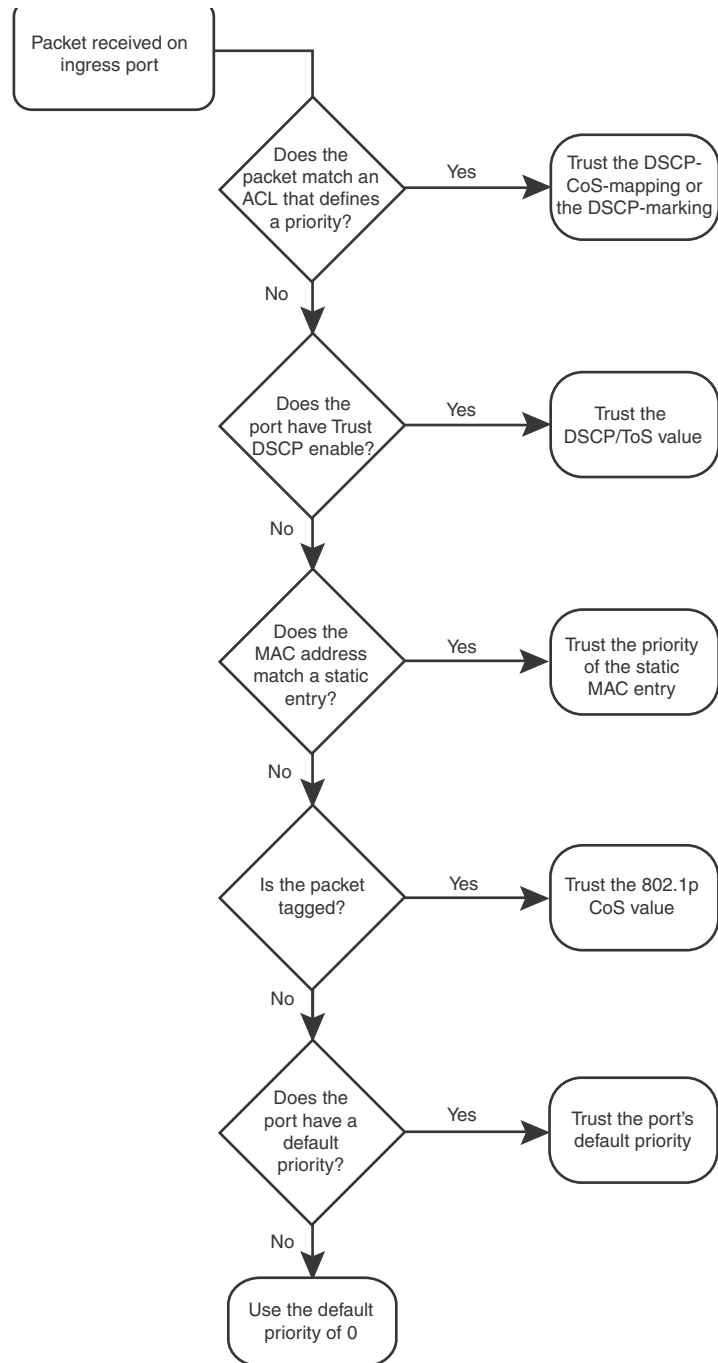 Packet received on
ingress port
Does the
packet match an
ACL that defines
a priority?
Yes
Trust the DSCP-
CoS-mapping or
the DSCP-marking
No
Does the
port have Trust
DSCP enable?
Yes
Trust the
DSCP/ToS value
No
Does the
MAC address
match a static
entry?
Yes
Trust the priority
of the static
MAC entry
No
Is the packet
tagged?
Yes
Trust the 802.1p
CoS value
No
Does the
port have a
default
priority?
Yes
Trust the port’s
default priority
No
Use the default
priority of 0